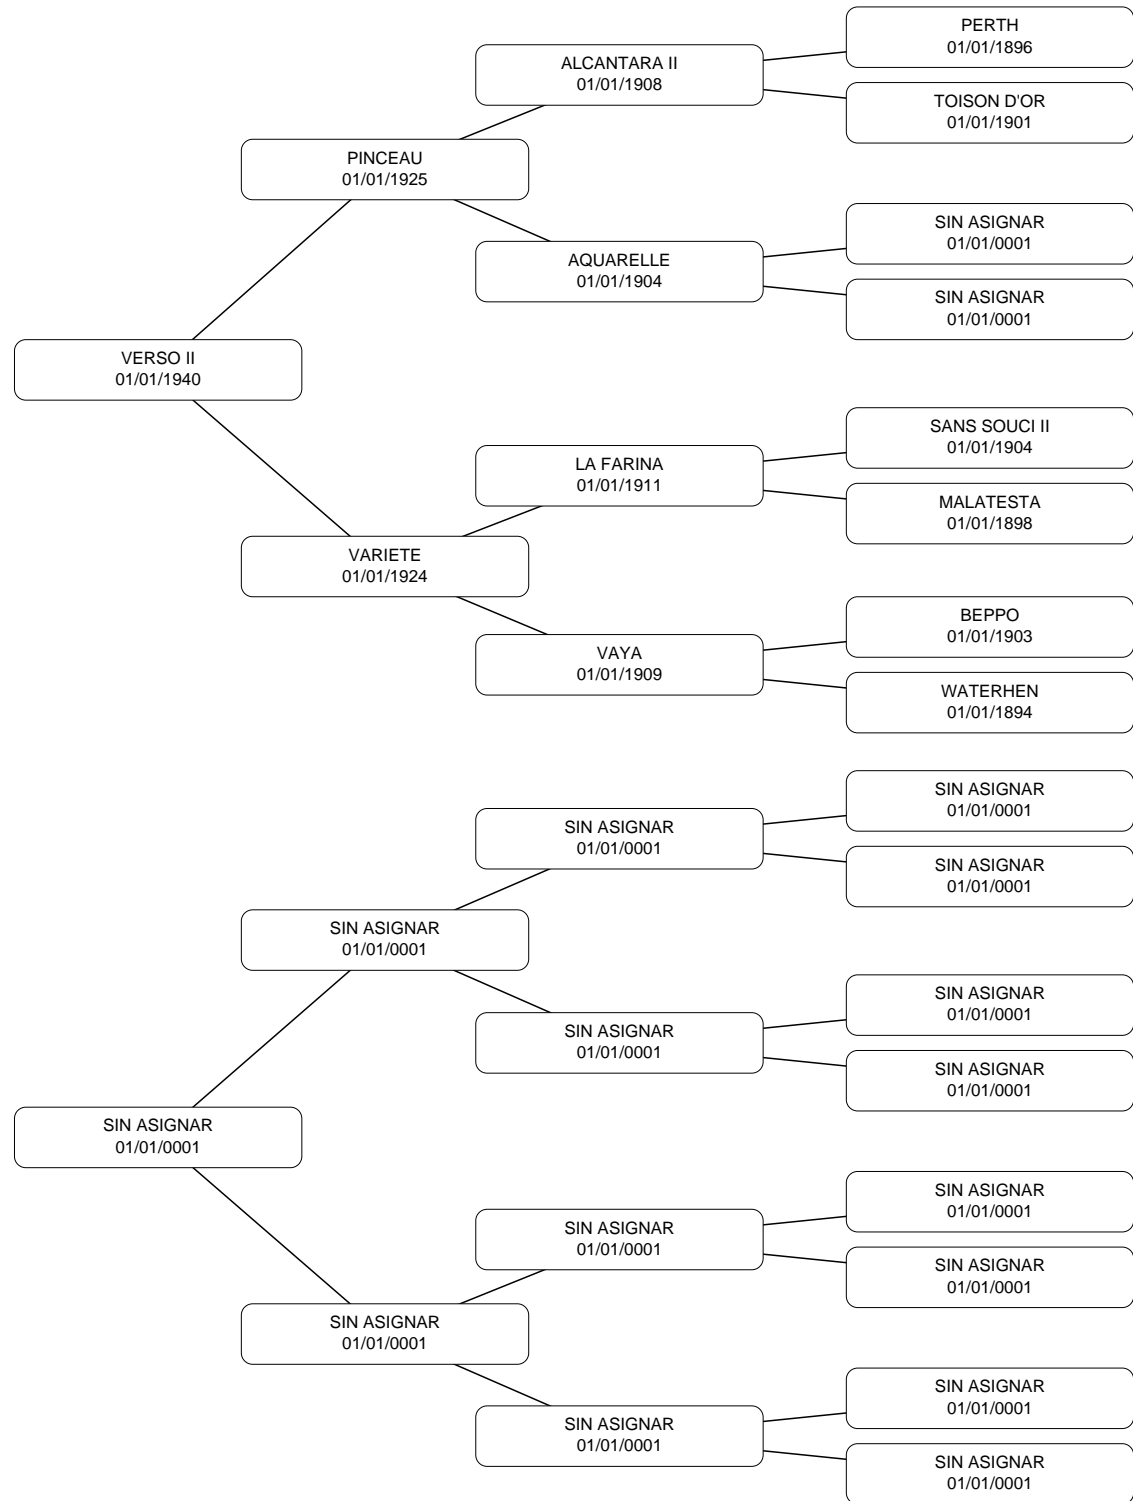 PERTH
01/01/1896
ALCANTARA II
01/01/1908
TOISON D'OR
01/01/1901
PINCEAU
01/01/1925
SIN ASIGNAR
01/01/0001
AQUARELLE
01/01/1904
SIN ASIGNAR
01/01/0001
VERSO II
01/01/1940
SANS SOUCI II
01/01/1904
LA FARINA
01/01/1911
MALATESTA
01/01/1898
VARIETE
01/01/1924
BEPPO
01/01/1903
VAYA
01/01/1909
WATERHEN
01/01/1894
SIN ASIGNAR
01/01/0001
SIN ASIGNAR
01/01/0001
SIN ASIGNAR
01/01/0001
SIN ASIGNAR
01/01/0001
SIN ASIGNAR
01/01/0001
SIN ASIGNAR
01/01/0001
SIN ASIGNAR
01/01/0001
SIN ASIGNAR
01/01/0001
SIN ASIGNAR
01/01/0001
SIN ASIGNAR
01/01/0001
SIN ASIGNAR
01/01/0001
SIN ASIGNAR
01/01/0001
SIN ASIGNAR
01/01/0001
SIN ASIGNAR
01/01/0001
SIN ASIGNAR
01/01/0001